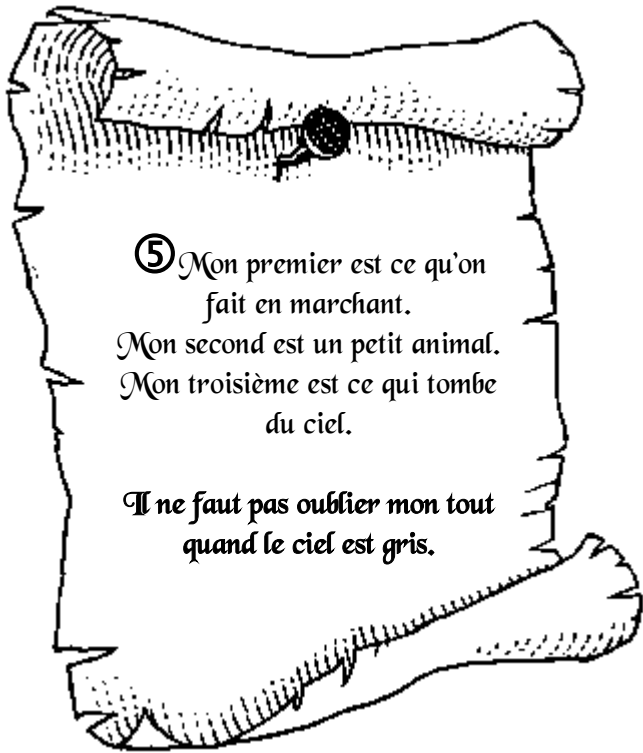 ⑤Mon premier est ce qu'on
fait en marchant.
Mon second est un petit animal.
Mon troisième est ce qui tombe
du ciel.
Il ne faut pas oublier mon tout
quand le ciel est gris.